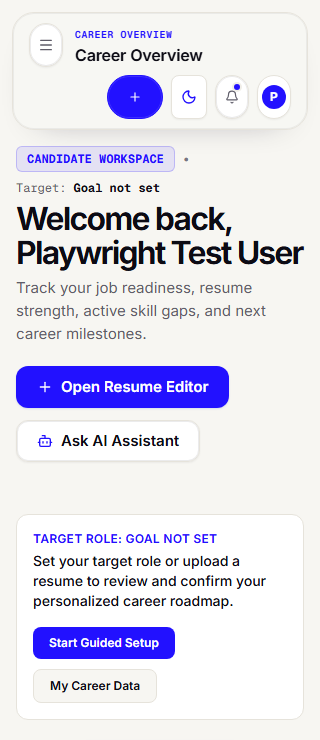 CAREER OVERVIEW
Career Overview
P
CANDIDATE WORKSPACE •
Target: Goal not set
Welcome back,
Playwright Test User
Track your job readiness, resume
strength, active skill gaps, and next
career milestones.
Open Resume Editor
Ask AI Assistant
TARGET ROLE: GOAL NOT SET
Set your target role or upload a
resume to review and confirm your
personalized career roadmap.
Start Guided Setup
My Career Data